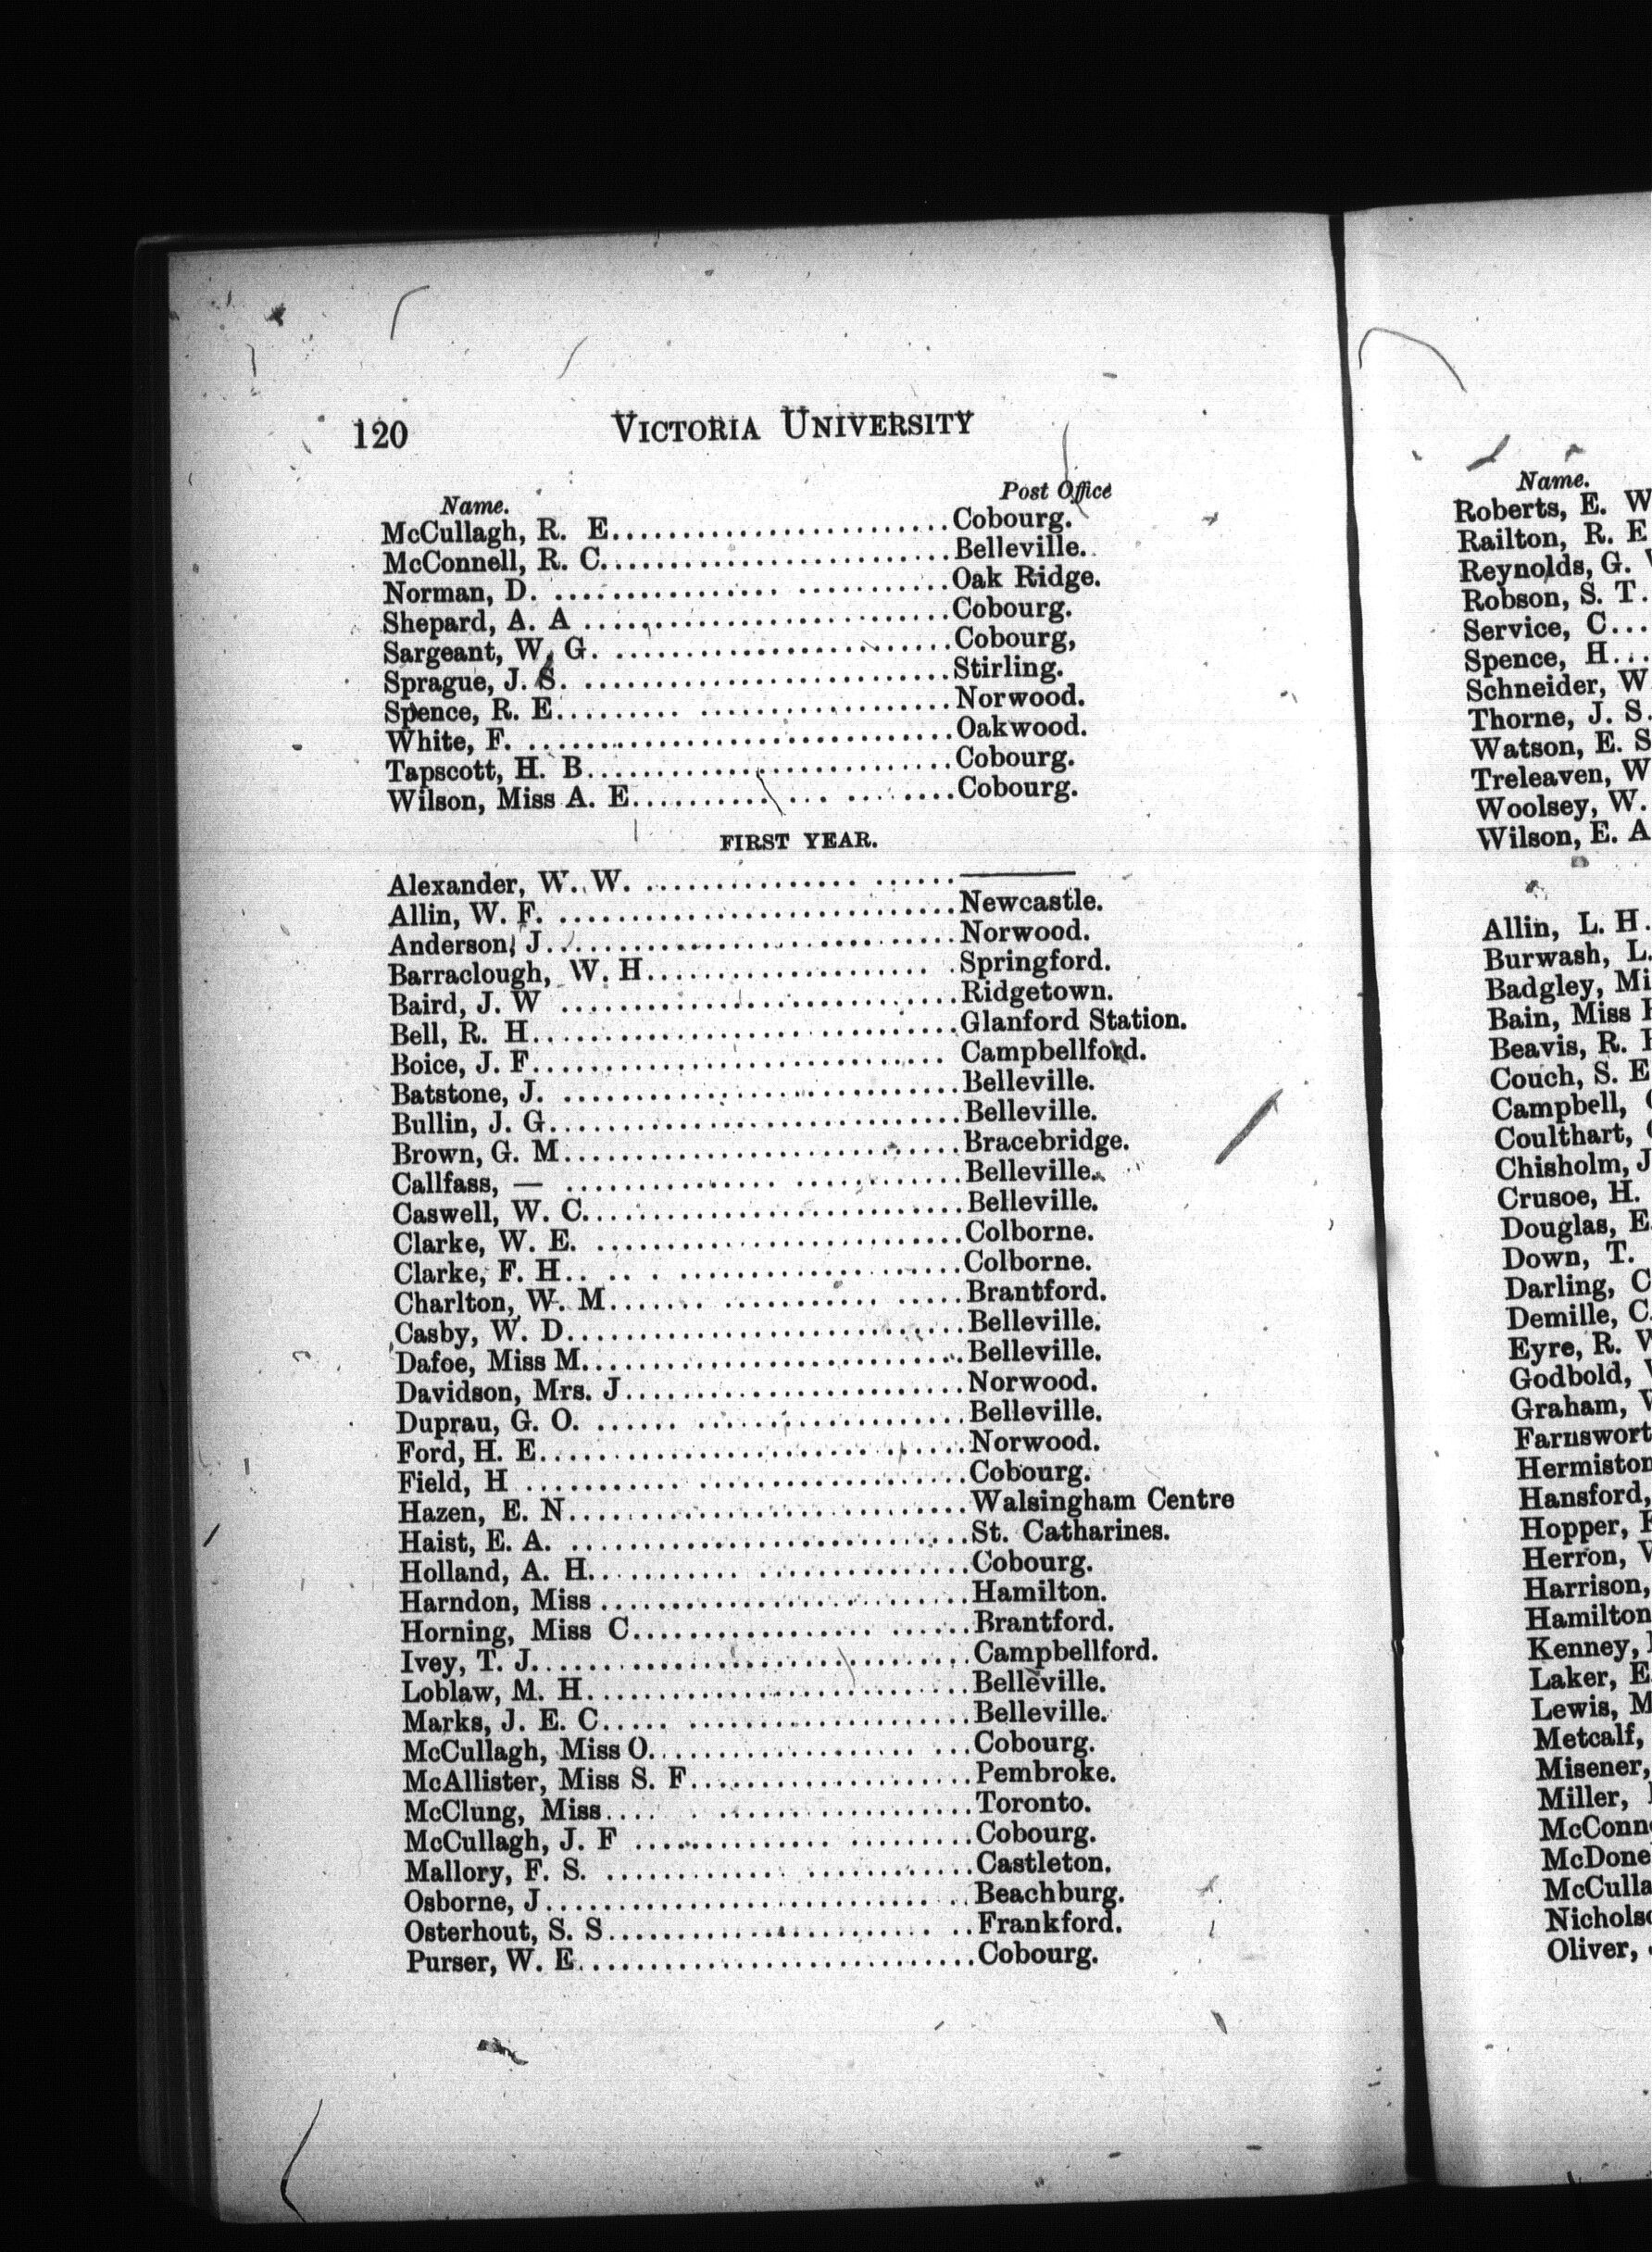 120 VICTORIA UNIVERSITY
Name. Post Office
McCullagh, R. E. Cobourg.
McConnell, R. C. Belleville.
Norman, D. Oak Ridge.
Shepard, A. A Cobourg.
Sargeant, W. G. Cobourg,
Sprague, J. S. Stirling.
Spence, R. E. Norwood.
White, F. Oakwood.
Tapscott, H. B. Cobourg.
Wilson, Miss A. E. Cobourg.
FIRST YEAR.
Alexander, W. W. ———
Allin, W. F. Newcastle.
Anderson, J. Norwood.
Barraclough, W. H. Springford.
Baird, J. W Ridgetown.
Bell, R. H. Glanford Station.
Boice, J. F. Campbellford.
Batstone, J. Belleville.
Bullin, J. G. Belleville.
Brown, G. M. Bracebridge.
Callfass, — Belleville.
Caswell, W. C. Belleville.
Clarke, W. E. Colborne.
Clarke, F. H. Colborne.
Charlton, W. M. Brantford.
Casby, W. D. Belleville.
Dafoe, Miss M. Belleville.
Davidson, Mrs. J. Norwood.
Duprau, G. O. Belleville.
Ford, H. E. Norwood.
Field, H Cobourg.
Hazen, E. N. Walsingham Centre
Haist, E. A. St. Catharines.
Holland, A. H. Cobourg.
Harndon, Miss Hamilton.
Horning, Miss C. Brantford.
Ivey, T. J. Campbellford.
Loblaw, M. H. Belleville.
Marks, J. E. C. Belleville.
McCullagh, Miss O. Cobourg.
McAllister, Miss S. F. Pembroke.
McClung, Miss Toronto.
McCullagh, J. F Cobourg.
Mallory, F. S. Castleton.
Osborne, J. Beachburg.
Osterhout, S. S. Frankford.
Purser, W. E. Cobourg.
Name.
Roberts, E. W
Railton, R. E
Reynolds, G.
Robson, S. T.
Service, C...
Spence, H...
Schneider, W
Thorne, J. S.
Watson, E. S
Treleaven, W
Woolsey, W.
Wilson, E. A
Allin, L. H.
Burwash, L.
Badgley, Mi
Bain, Miss
Beavis, R.
Couch, S. E
Campbell,
Coulthart,
Chisholm, J
Crusoe, H.
Douglas, E
Down, T.
Darling, C
Demille, C.
Eyre, R.
Godbold,
Graham,
Farnswort
Hermiston
Hansford,
Hopper,
Herron,
Harrison,
Hamilton
Kenney,
Laker, E
Lewis, M
Metcalf,
Misener,
Miller,
McConn
McDone
McCulla
Nichols
Oliver,